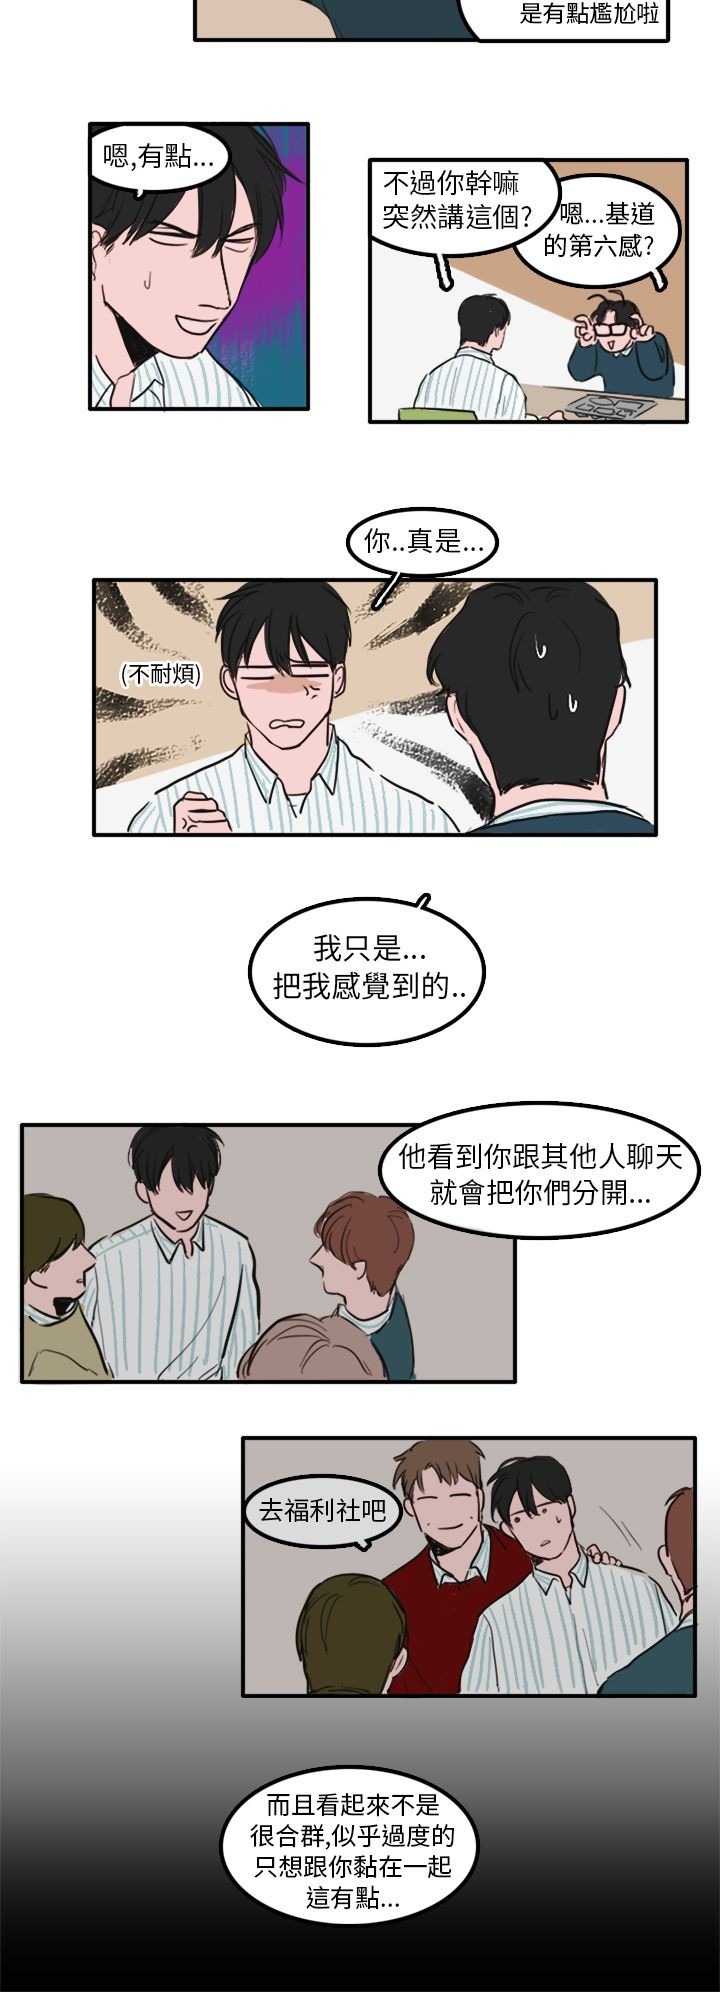 是有點尷尬啦
嗯,有點...
不過你幹嘛
突然講這個?
嗯...基道
的第六感?
你..真是...
(不耐煩)
我只是...
把我感覺到的..
他看到你跟其他人聊天
就會把你們分開...
去福利社吧
而且看起來不是
很合群,似乎過度的
只想跟你黏在一起
這有點...